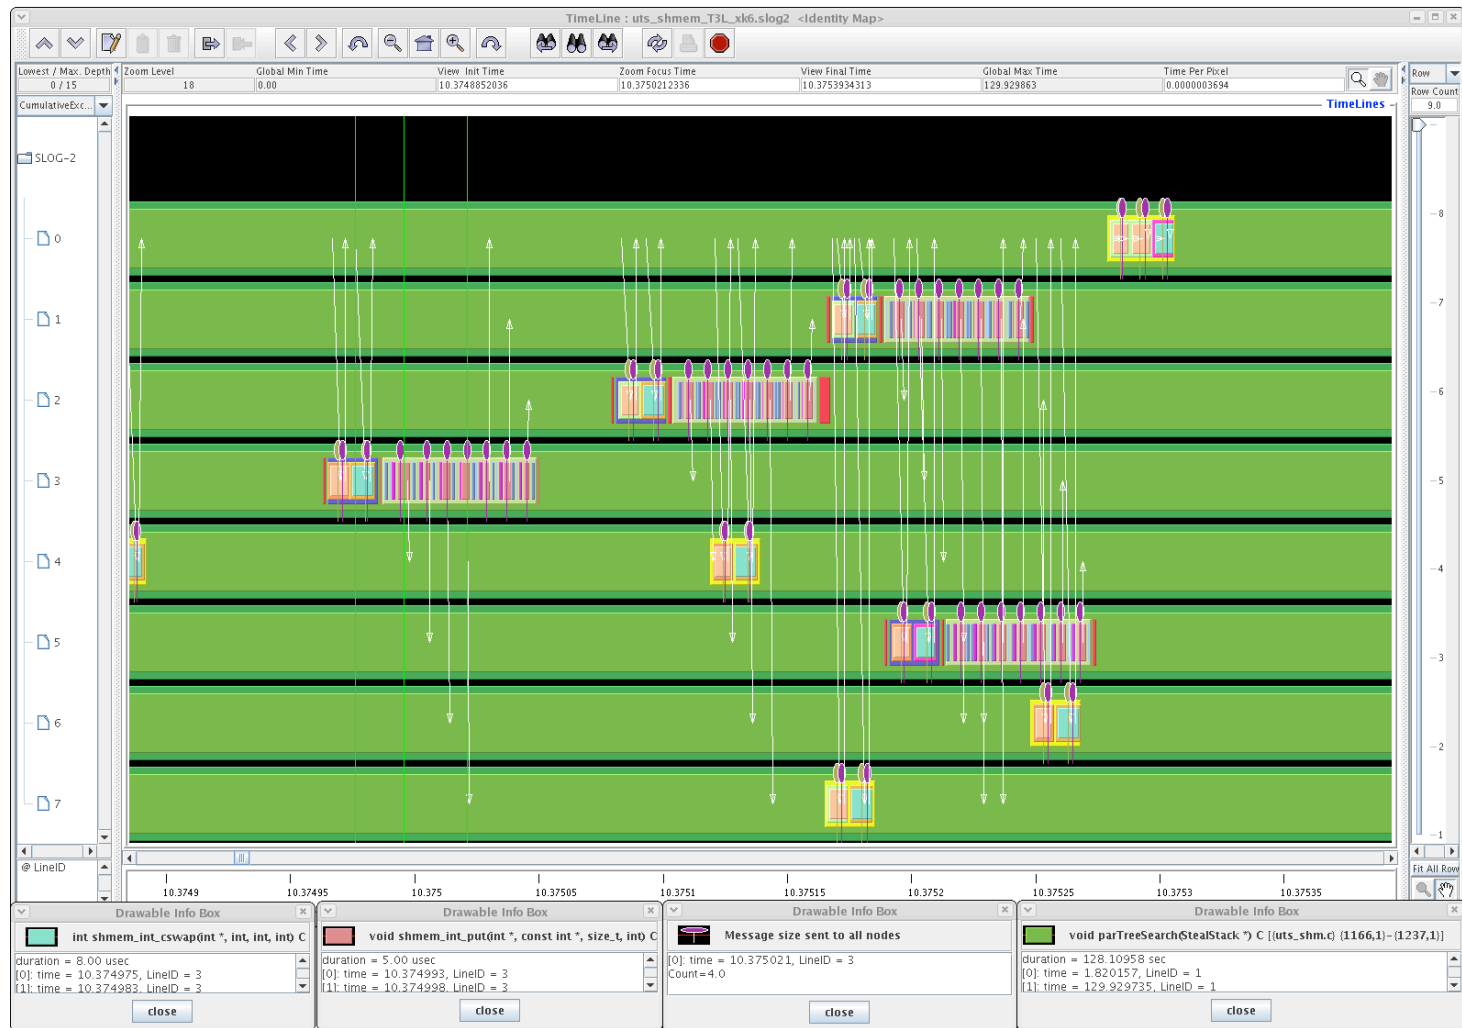 TimeLine : uts_shmem_T3L_xk6.slog2 <Identity Map>
Lowest / Max. Depth
0 / 15
Zoom Level
18
Global Min Time
0.00
View Init Time
10.3748852036
Zoom Focus Time
10.3750212336
View Final Time
10.3753934313
Global Max Time
129.929863
Time Per Pixel
0.0000003694
Row
Row Count
9.0
CumulativeExc...
TimeLines
SLOG-2
0
1
2
3
4
5
6
7
8
7
6
5
4
3
2
1
@ LineID
Fit All Row
10.3749
10.37495
10.375
10.37505
10.3751
10.37515
10.3752
10.37525
10.3753
10.37535
Drawable Info Box
int shmem_int_cswap(int *, int, int, int) C
duration = 8.00 usec
[0]: time = 10.374975, LineID = 3
[1]: time = 10.374983, LineID = 3
close
Drawable Info Box
void shmem_int_put(int *, const int *, size_t, int) C
duration = 5.00 usec
[0]: time = 10.374993, LineID = 3
[1]: time = 10.374998, LineID = 3
close
Drawable Info Box
Message size sent to all nodes
[0]: time = 10.375021, LineID = 3
Count=4.0
close
Drawable Info Box
void parTreeSearch(StealStack *) C [{uts_shm.c} {1166,1}-{1237,1}]
duration = 128.10958 sec
[0]: time = 1.820157, LineID = 1
[1]: time = 129.929735, LineID = 1
close